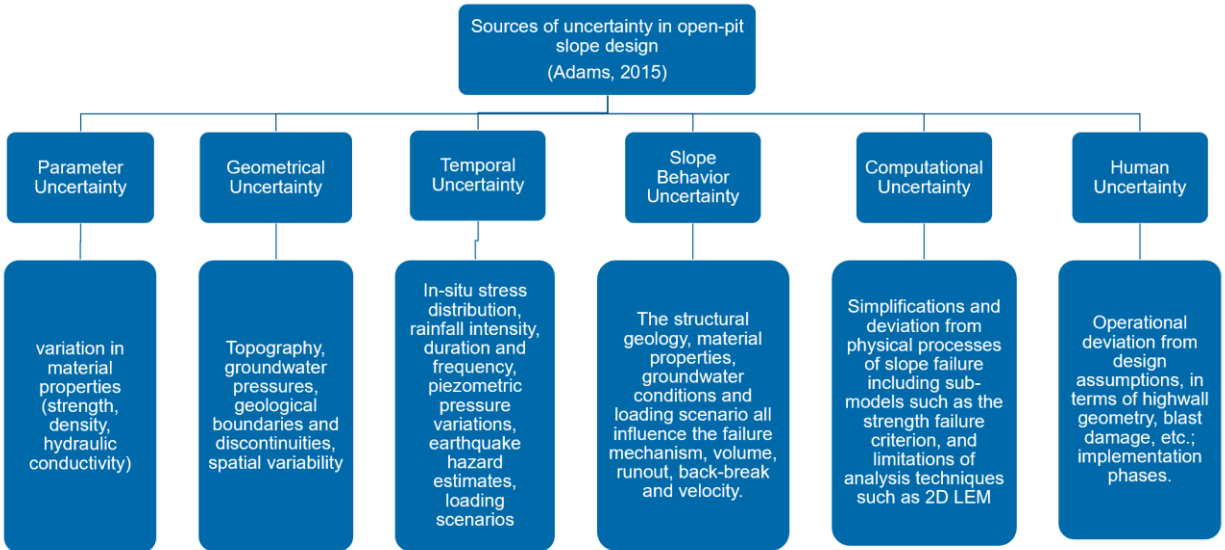 Sources of uncertainty in open-pit
slope design
(Adams, 2015)
Parameter
Uncertainty
Geometrical
Uncertainty
Temporal
Uncertainty
Slope
Behavior
Uncertainty
Computational
Uncertainty
Human
Uncertainty
variation in
material
properties
(strength,
density,
hydraulic
conductivity)
Topography,
groundwater
pressures,
geological
boundaries and
discontinuities,
spatial variability
In-situ stress
distribution,
rainfall intensity,
duration and
frequency,
piezometric
pressure
variations,
earthquake
hazard
estimates,
loading
scenarios
The structural
geology, material
properties,
groundwater
conditions and
loading scenario all
influence the failure
mechanism, volume,
runout, back-break
and velocity.
Simplifications and
deviation from
physical processes
of slope failure
including sub-
models such as the
strength failure
criterion, and
limitations of
analysis techniques
such as 2D LEM
Operational
deviation from
design
assumptions, in
terms of highwall
geometry, blast
damage, etc.;
implementation
phases.